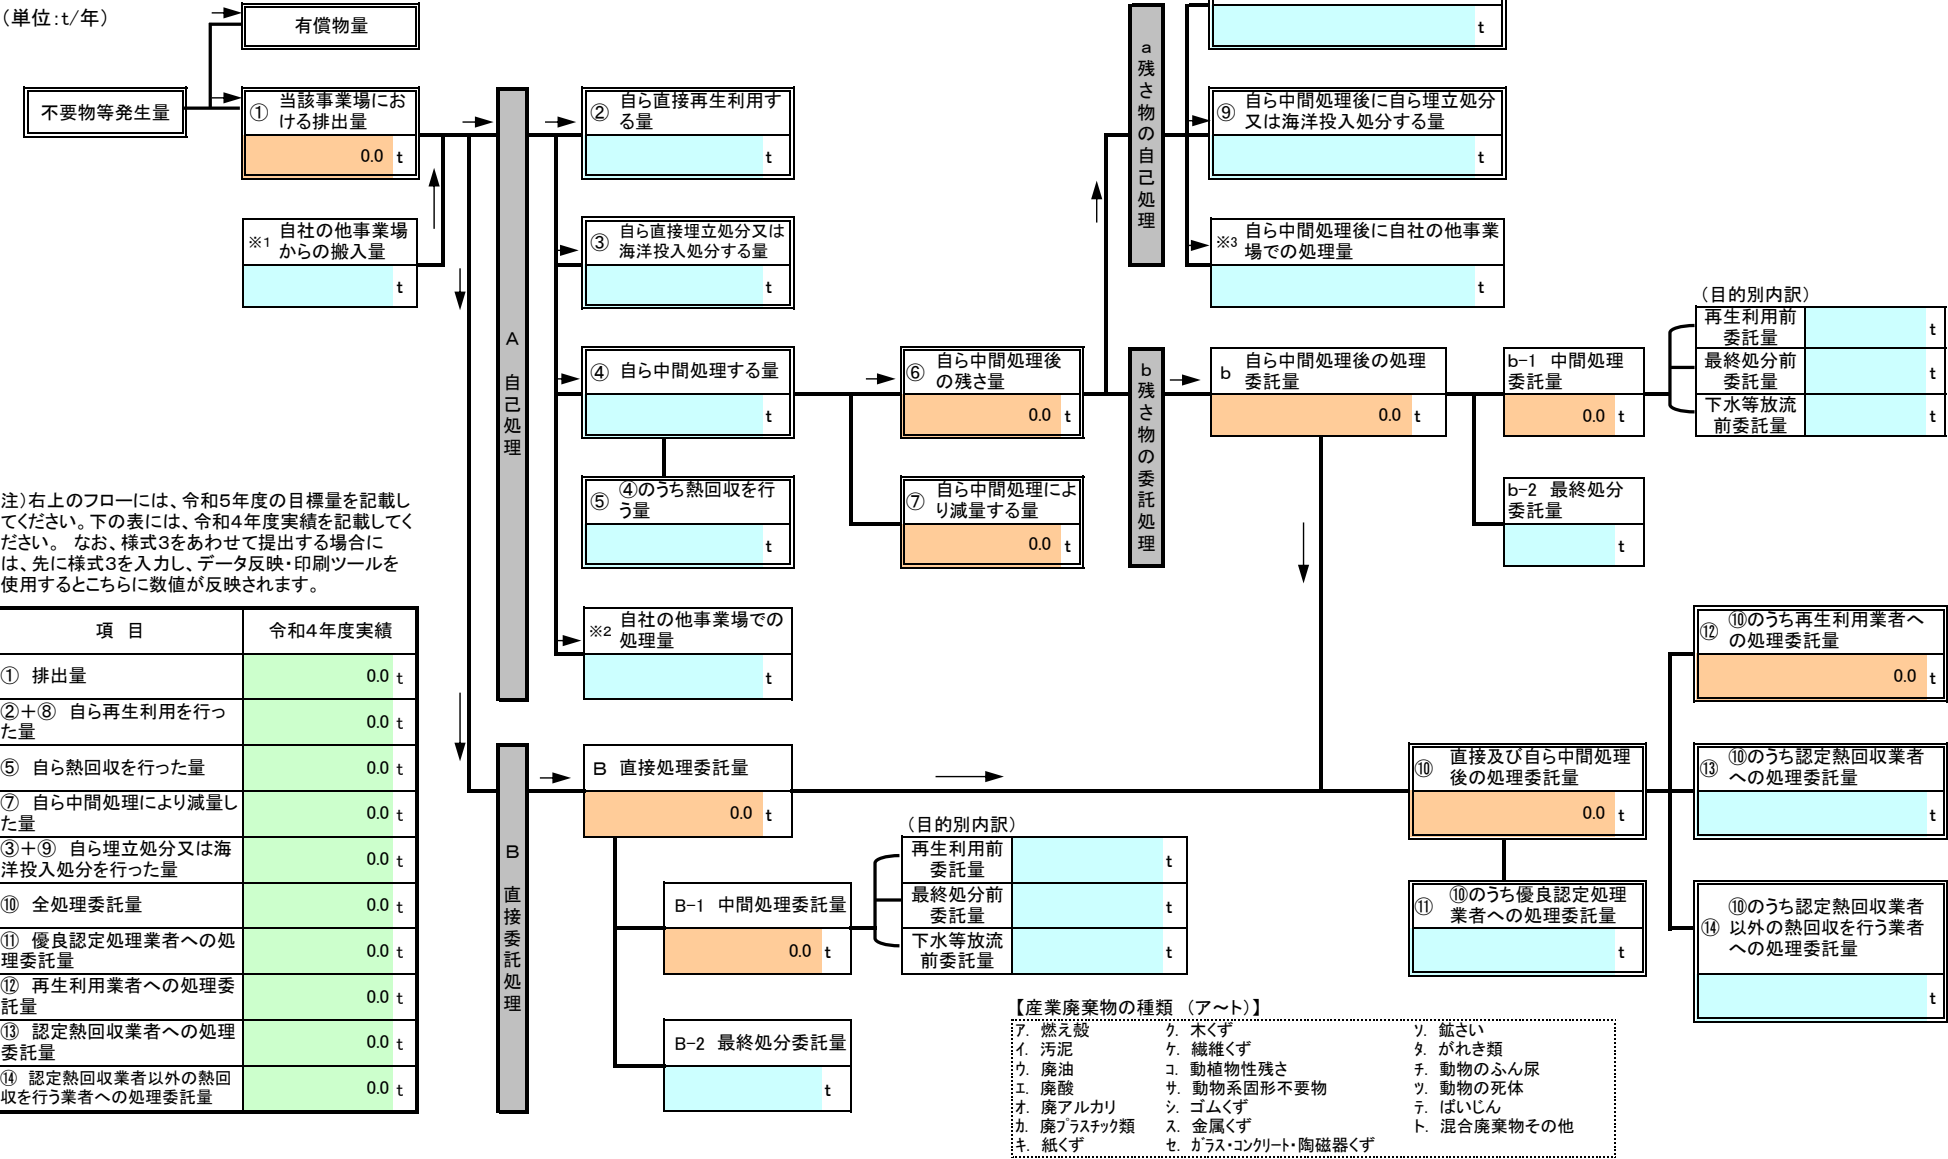 （単位：t/年）
有償物量
t
不要物等発生量
① 当該事業場にお
ける排出量
0.0 t
※1 自社の他事業場
からの搬入量
t
A 自己処理
② 自ら直接再生利用す
る量
t
③ 自ら直接埋立処分又は
海洋投入処分する量
t
④ 自ら中間処理する量
t
⑤ ④のうち熱回収を行
う量
t
※2 自社の他事業場での
処理量
t
⑥ 自ら中間処理後
の残さ量
0.0 t
⑦ 自ら中間処理によ
り減量する量
0.0 t
a 残さ物の自己処理
⑨ 自ら中間処理後に自ら埋立処分
又は海洋投入処分する量
t
※3 自ら中間処理後に自社の他事業
場での処理量
t
b 残さ物の委託処理
b 自ら中間処理後の処理
委託量
0.0 t
b-1 中間処理
委託量
0.0 t
b-2 最終処分
委託量
t
（目的別内訳）
再生利用前
委託量
t
最終処分前
委託量
t
下水等放流
前委託量
t
注）右上のフローには、令和５年度の目標量を記載し
てください。下の表には、令和４年度実績を記載してく
ださい。 なお、様式３をあわせて提出する場合に
は、先に様式３を入力し、データ反映・印刷ツールを
使用するとこちらに数値が反映されます。
項 目 令和４年度実績
① 排出量 0.0 t
②＋⑧ 自ら再生利用を行っ
た量 0.0 t
⑤ 自ら熱回収を行った量 0.0 t
⑦ 自ら中間処理により減量し
た量 0.0 t
③＋⑨ 自ら埋立処分又は海
洋投入処分を行った量 0.0 t
⑩ 全処理委託量 0.0 t
⑪ 優良認定処理業者への処
理委託量 0.0 t
⑫ 再生利用業者への処理委
託量 0.0 t
⑬ 認定熱回収業者への処理
委託量 0.0 t
⑭ 認定熱回収業者以外の熱回
収を行う業者への処理委託量 0.0 t
B 直接委託処理
B 直接処理委託量
0.0 t
B-1 中間処理委託量
0.0 t
B-2 最終処分委託量
t
（目的別内訳）
再生利用前
委託量
t
最終処分前
委託量
t
下水等放流
前委託量
t
⑩ 直接及び自ら中間処理
後の処理委託量
0.0 t
⑪ ⑩のうち優良認定処理
業者への処理委託量
t
⑫ ⑩のうち再生利用業者へ
の処理委託量
0.0 t
⑬ ⑩のうち認定熱回収業者
への処理委託量
t
⑭ ⑩のうち認定熱回収業者
以外の熱回収を行う業者
への処理委託量
t
【産業廃棄物の種類 （ア～ト）】
ｱ. 燃え殻 ｸ. 木くず ｿ. 鉱さい
ｲ. 汚泥 ｹ. 繊維くず ﾀ. がれき類
ｳ. 廃油 ｺ. 動植物性残さ ﾁ. 動物のふん尿
ｴ. 廃酸 ｻ. 動物系固形不要物 ﾂ. 動物の死体
ｵ. 廃アルカリ ｼ. ゴムくず ﾃ. ばいじん
ｶ. 廃ﾌﾟﾗｽﾁｯｸ類 ｽ. 金属くず ﾄ. 混合廃棄物その他
ｷ. 紙くず ｾ. ｶﾞﾗｽ・ｺﾝｸﾘｰﾄ・陶磁器くず